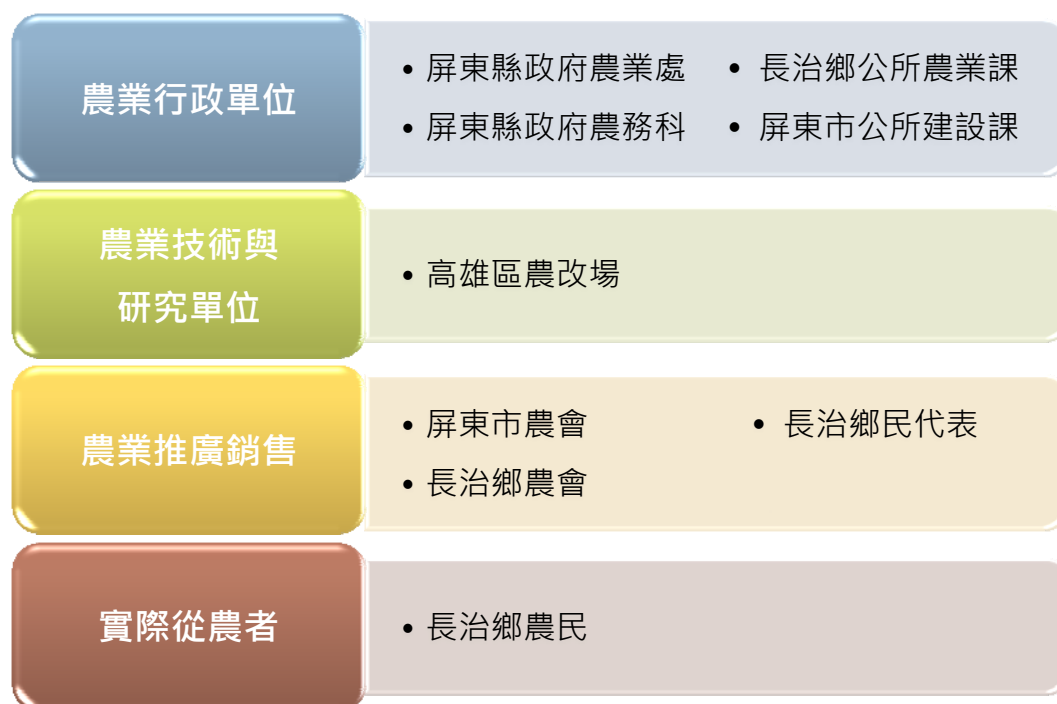 農業行政單位
• 屏東縣政府農業處
• 長治鄉公所農業課
• 屏東縣政府農務科
• 屏東市公所建設課
農業技術與
研究單位
• 高雄區農改場
農業推廣銷售
• 屏東市農會
• 長治鄉民代表
• 長治鄉農會
實際從農者
• 長治鄉農民